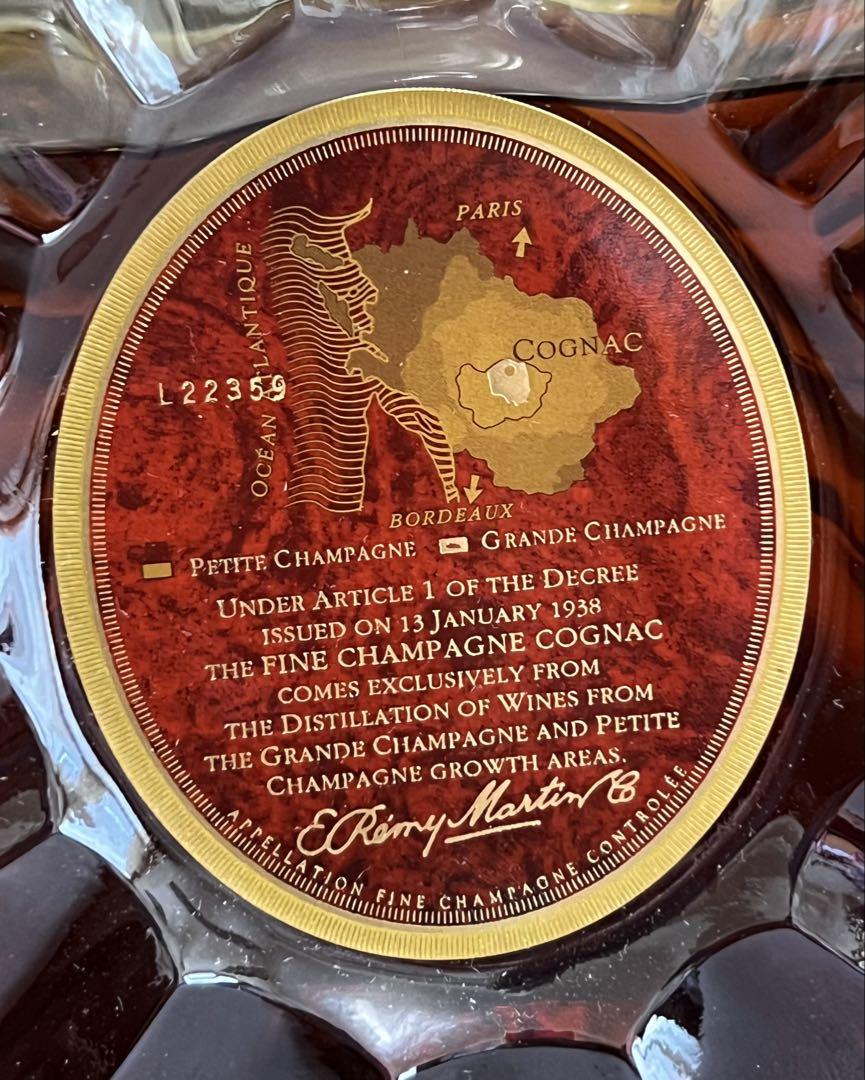 PARIS
OCÉAN ATLANTIQUE
COGNAC
L22359
BORDEAUX
PETITE CHAMPAGNE GRANDE CHAMPAGNE
UNDER ARTICLE 1 OF THE DECREE
ISSUED ON 13 JANUARY 1938
THE FINE CHAMPAGNE COGNAC
COMES EXCLUSIVELY FROM
THE DISTILLATION OF WINES FROM
THE GRANDE CHAMPAGNE AND PETITE
CHAMPAGNE GROWTH AREAS.
E. Rémy Martin & Co
APPELLATION FINE CHAMPAGNE CONTROLÉE